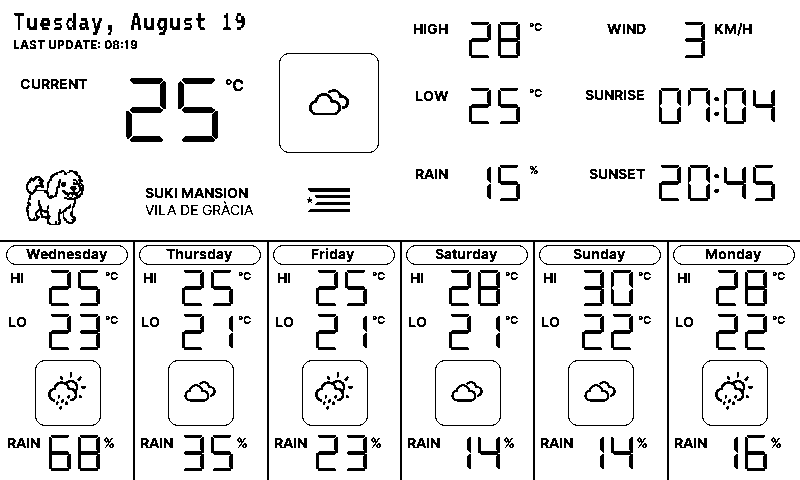 Tuesday, August 19
LAST UPDATE: 08:19
CURRENT 25 °C
HIGH 28 °C
LOW 25 °C
RAIN 15 %
WIND 3 KM/H
SUNRISE 07:04
SUNSET 20:45
SUKI MANSION
VILA DE GRÀCIA
Wednesday
HI 25 °C
LO 23 °C
RAIN 68 %
Thursday
HI 25 °C
LO 21 °C
RAIN 35 %
Friday
HI 25 °C
LO 21 °C
RAIN 23 %
Saturday
HI 28 °C
LO 21 °C
RAIN 14 %
Sunday
HI 30 °C
LO 22 °C
RAIN 14 %
Monday
HI 28 °C
LO 22 °C
RAIN 16 %